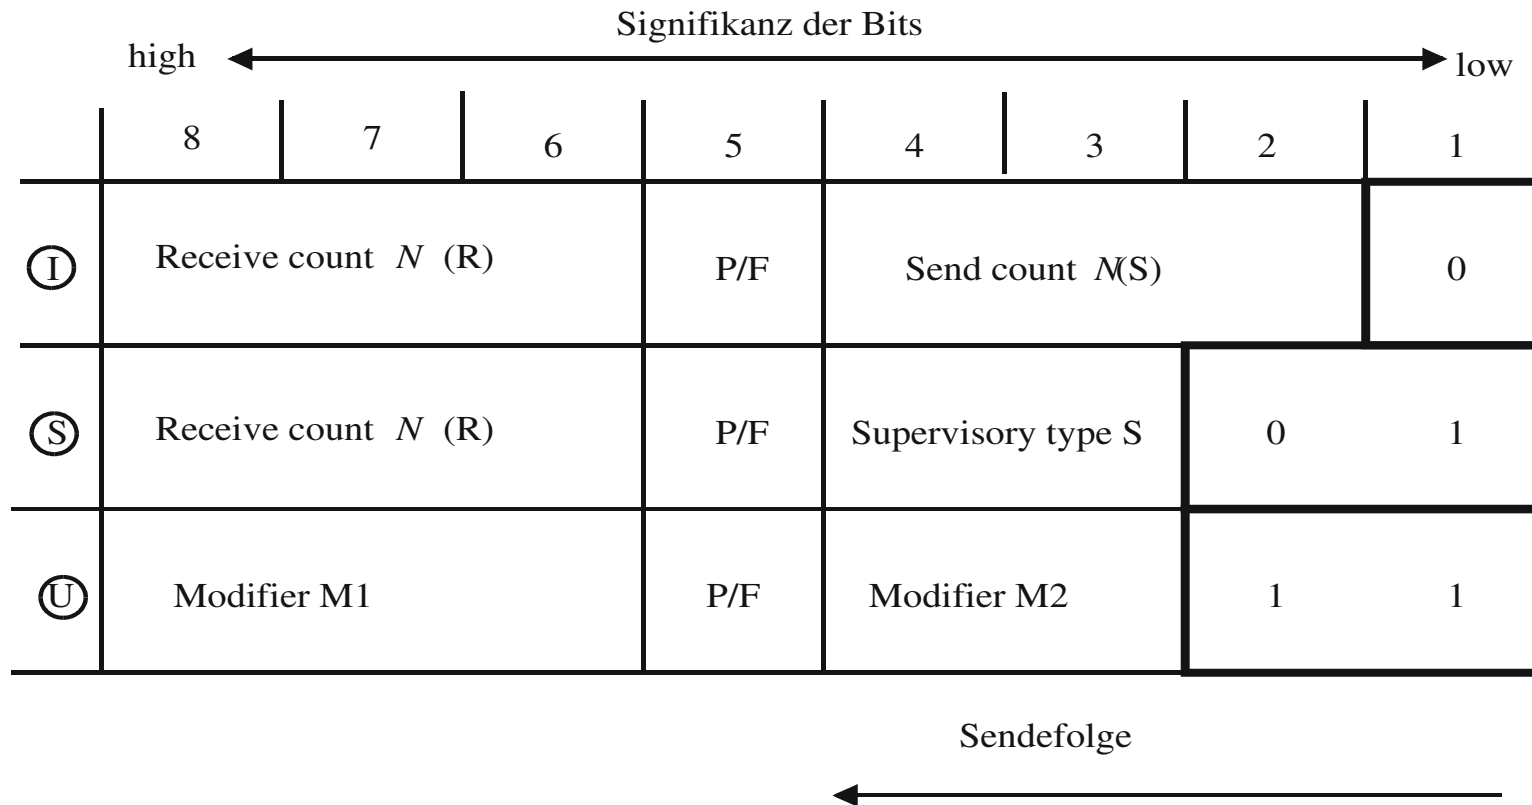 Signifikanz der Bits
high low
8 7 6 5 4 3 2 1
I Receive count N (R) P/F Send count N(S) 0
S Receive count N (R) P/F Supervisory type S 0 1
U Modifier M1 P/F Modifier M2 1 1
Sendefolge